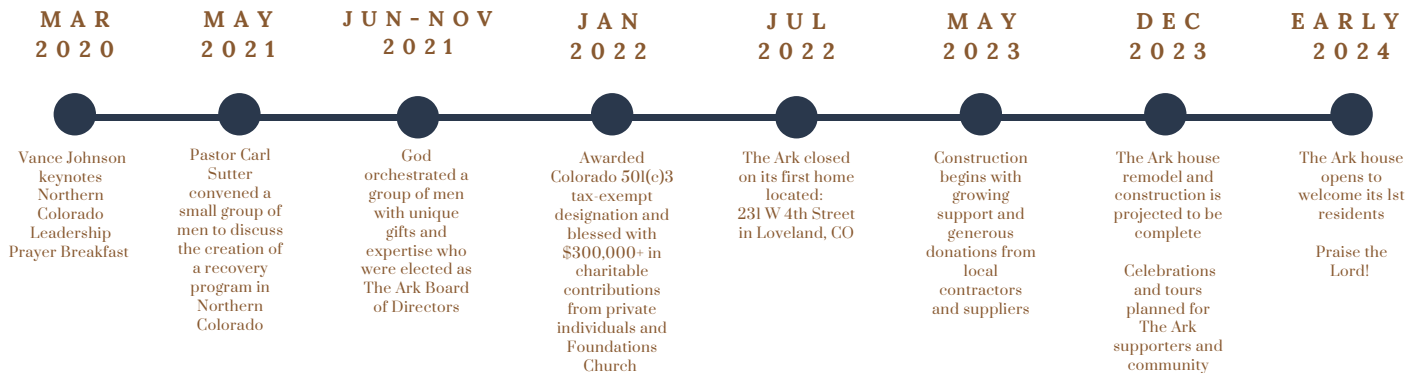 MAR
2020
Vance Johnson
keynotes
Northern
Colorado
Leadership
Prayer Breakfast
MAY
2021
Pastor Carl
Sutter
convened a
small group of
men to discuss
the creation of
a recovery
program in
Northern
Colorado
JUN-NOV
2021
God
orchestrated a
group of men
with unique
gifts and
expertise who
were elected as
The Ark Board
of Directors
JAN
2022
Awarded
Colorado 501(c)3
tax-exempt
designation and
blessed with
$300,000+ in
charitable
contributions
from private
individuals and
Foundations
Church
JUL
2022
The Ark closed
on its first home
located:
231 W 4th Street
in Loveland, CO
MAY
2023
Construction
begins with
growing
support and
generous
donations from
local
contractors
and suppliers
DEC
2023
The Ark house
remodel and
construction is
projected to be
complete
Celebrations
and tours
planned for
The Ark
supporters and
community
EARLY
2024
The Ark house
opens to
welcome its 1st
residents
Praise the
Lord!